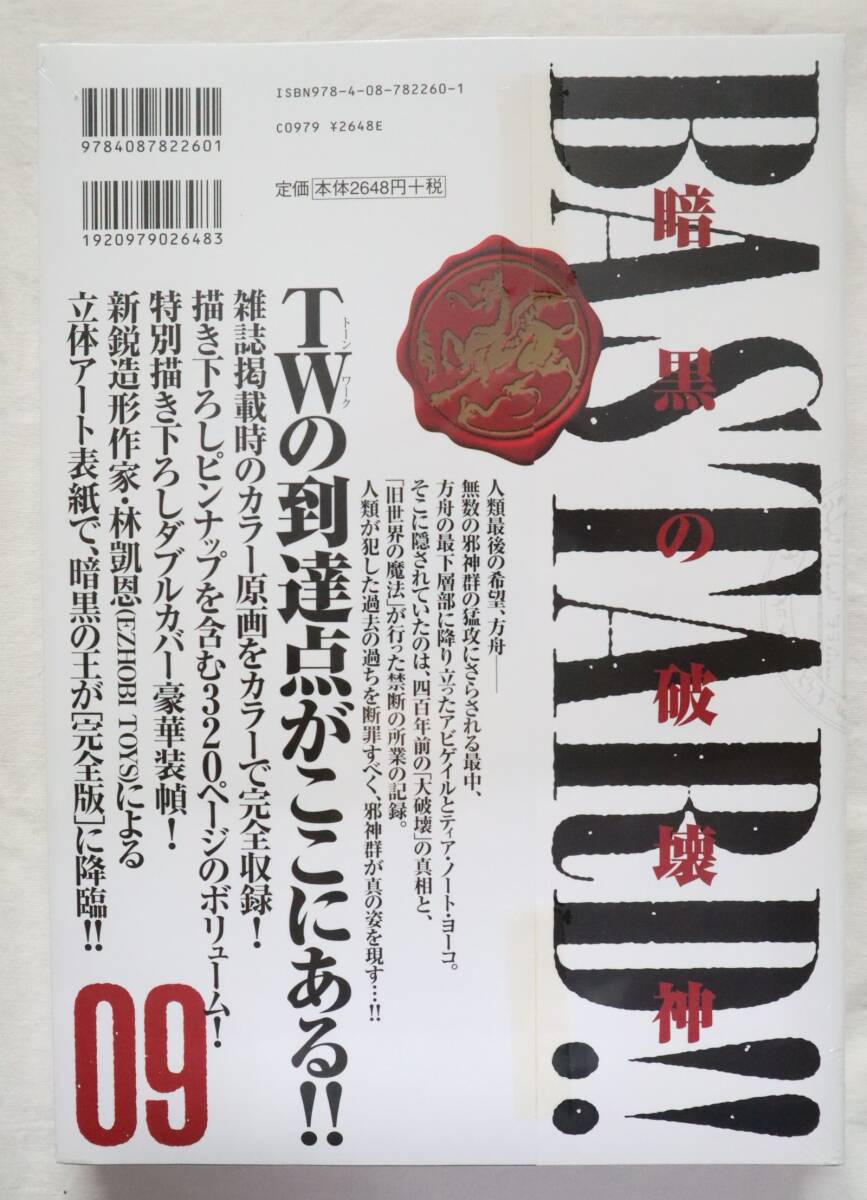 ISBN978-4-08-782260-1
C0979 ¥2648E
9784087822601
定価 本体2648円+税
1920979026483
BASTARD!!
暗黒の破壊神
人類最後の希望、方舟――
無数の邪神群の猛攻にさらされる最中、
方舟の最下層部に降り立ったアビゲイルとティア・ノート・ヨーコ。
そこに隠されていたのは、四百年前の「大破壊」の真相と、
「旧世界の魔法」が行った禁断の所業の記録。
人類が犯した過去の過ちを断罪すべく、邪神群が真の姿を現す…!!
トーン ワーク
TWの到達点がここにある!!
雑誌掲載時のカラー原画をカラーで完全収録!
描き下ろしピンナップを含む320ページのボリューム!
特別描き下ろしダブルカバー豪華装幀!
新鋭造形作家・林凱恩(EZHOBI TOYS)による
立体アート表紙で、暗黒の王が[完全版]に降臨!!
09